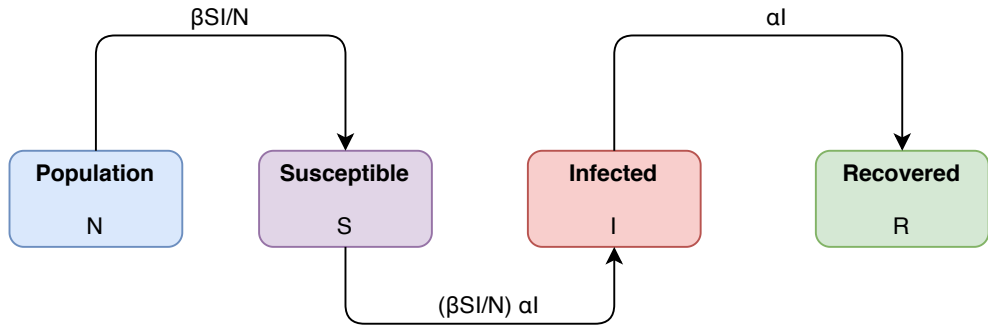 βSI/N
αI
Population
Susceptible
Infected
Recovered
N
S
I
R
(βSI/N) αI